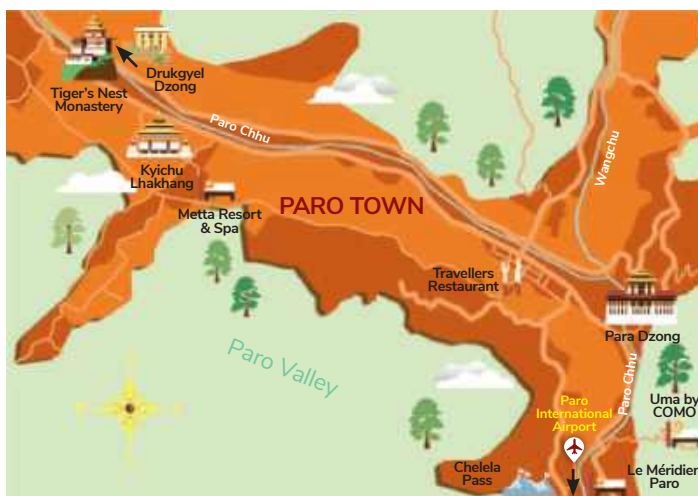 Drukgyel
Dzong
Tiger's Nest
Monastery
Paro Chhu
Kyichu
Lhakhang
Wangchu
Metta Resort
& Spa
PARO TOWN
Travellers
Restaurant
Para Dzong
Paro Valley
Paro Chhu
Paro
International
Airport
Uma by
COMO
Chelela
Pass
Le Méridien
Paro